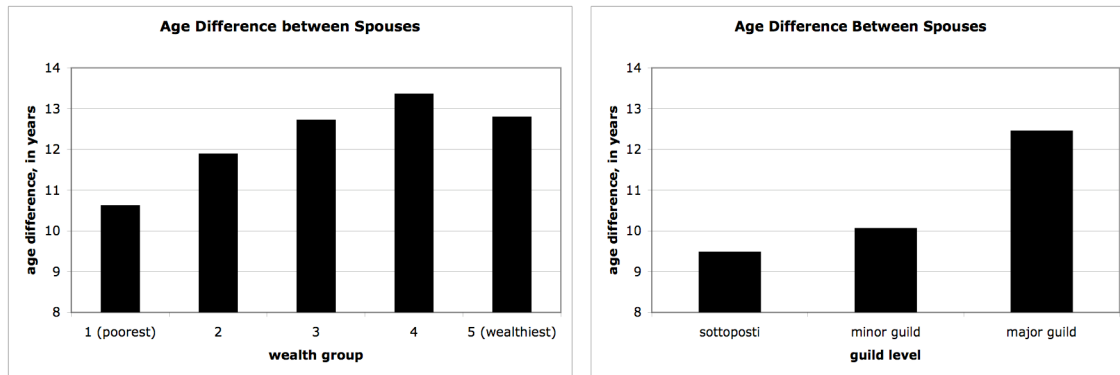 Age Difference between Spouses
age difference, in years
14
13
12
11
10
9
8
1 (poorest) 2 3 4 5 (wealthiest)
wealth group
Age Difference Between Spouses
age difference, in years
14
13
12
11
10
9
8
sottoposti minor guild major guild
guild level